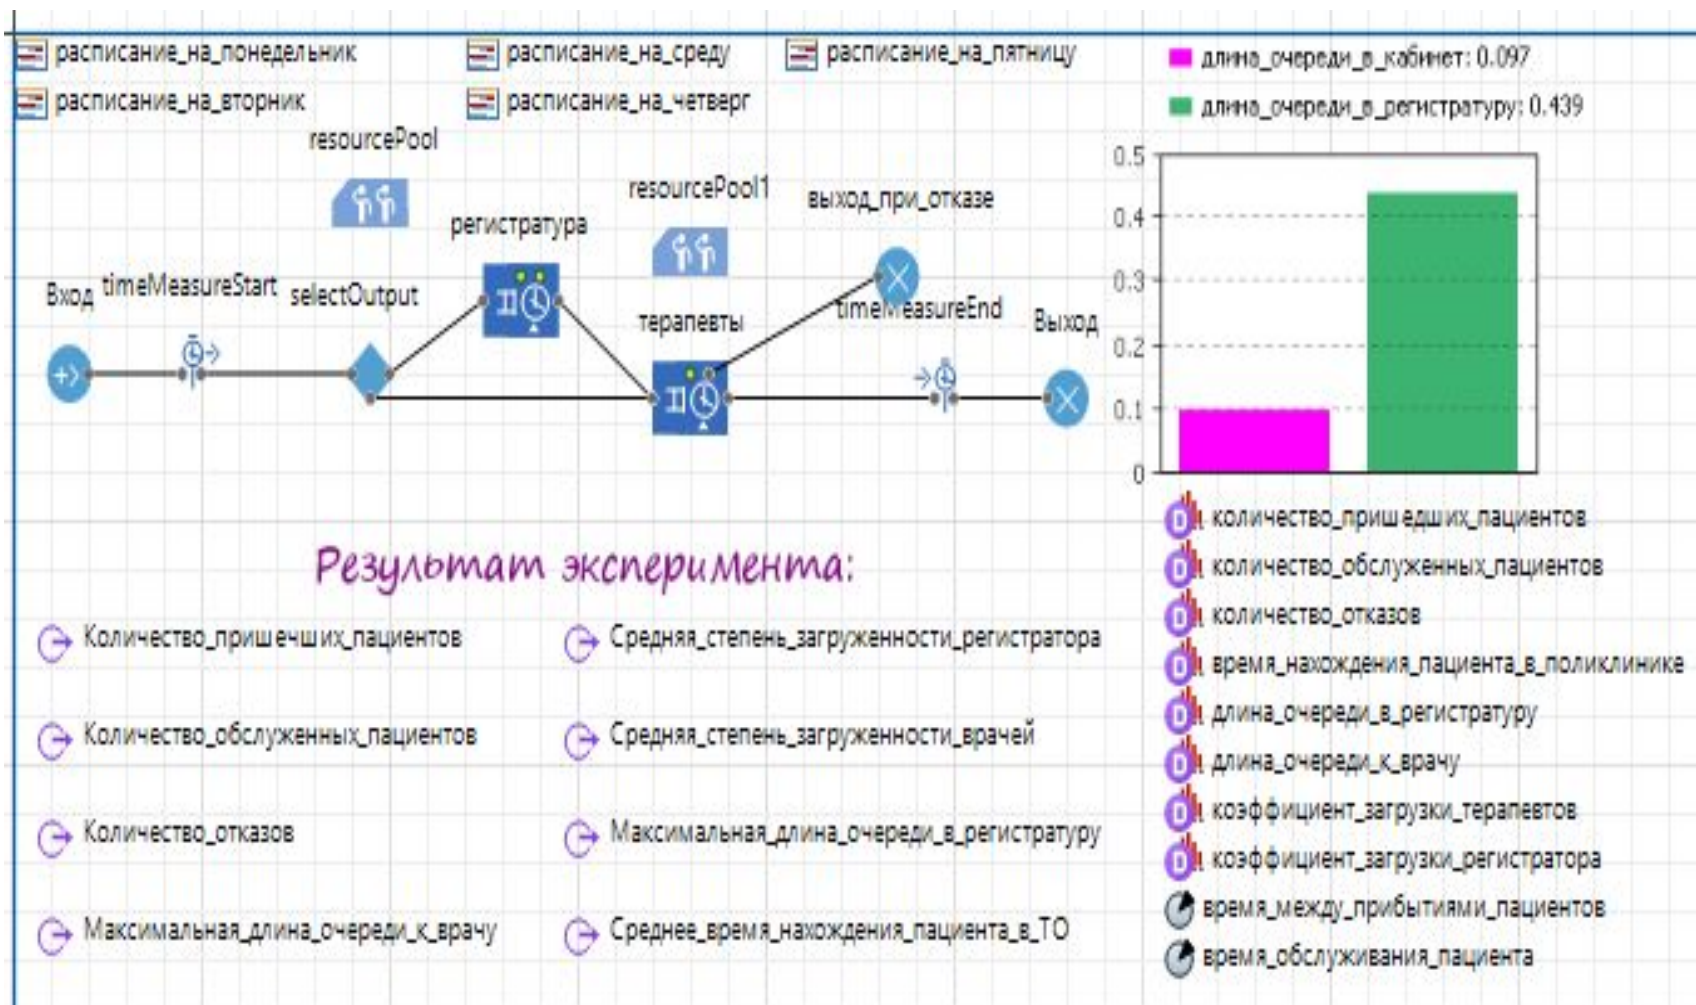 расписание_на_понедельник
расписание_на_среду
расписание_на_пятницу
расписание_на_вторник
расписание_на_четверг
resourcePool
resourcePool1
выход_при_отказе
регистратура
Вход
timeMeasureStart
selectOutput
терапевты
timeMeasureEnd
Выход
длина_очереди_в_кабинет: 0.097
длина_очереди_в_регистратуру: 0.439
0.5
0.4
0.3
0.2
0.1
0
Результат эксперимента:
Количество_пришечших_пациентов
Средняя_степень_загруженности_регистратора
Количество_обслуженных_пациентов
Средняя_степень_загруженности_врачей
Количество_отказов
Максимальная_длина_очереди_в_регистратуру
Максимальная_длина_очереди_к_врачу
Среднее_время_нахождения_пациента_в_ТО
количество_пришедших_пациентов
количество_обслуженных_пациентов
количество_отказов
время_нахождения_пациента_в_поликлинике
длина_очереди_в_регистратуру
длина_очереди_к_врачу
коэффициент_загрузки_терапевтов
коэффициент_загрузки_регистратора
время_между_прибытиями_пациентов
время_обслуживания_пациента